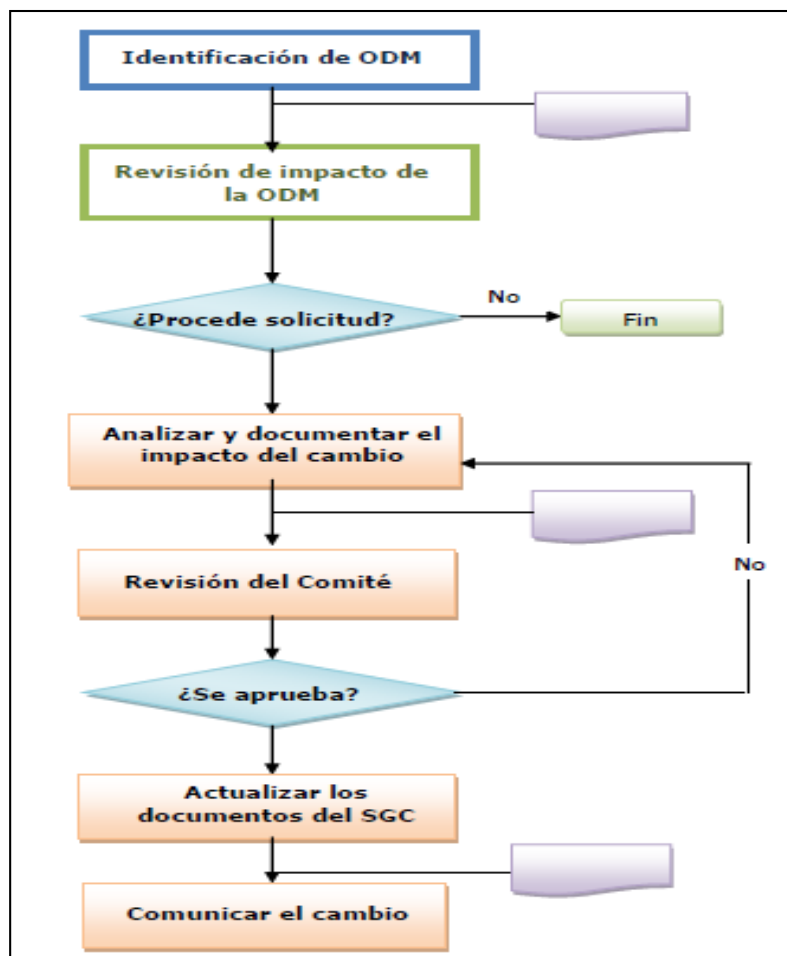 Identificación de ODM
Revisión de impacto de
la ODM
¿Procede solicitud?
No
Fin
Analizar y documentar el
impacto del cambio
Revisión del Comité
No
¿Se aprueba?
Actualizar los
documentos del SGC
Comunicar el cambio